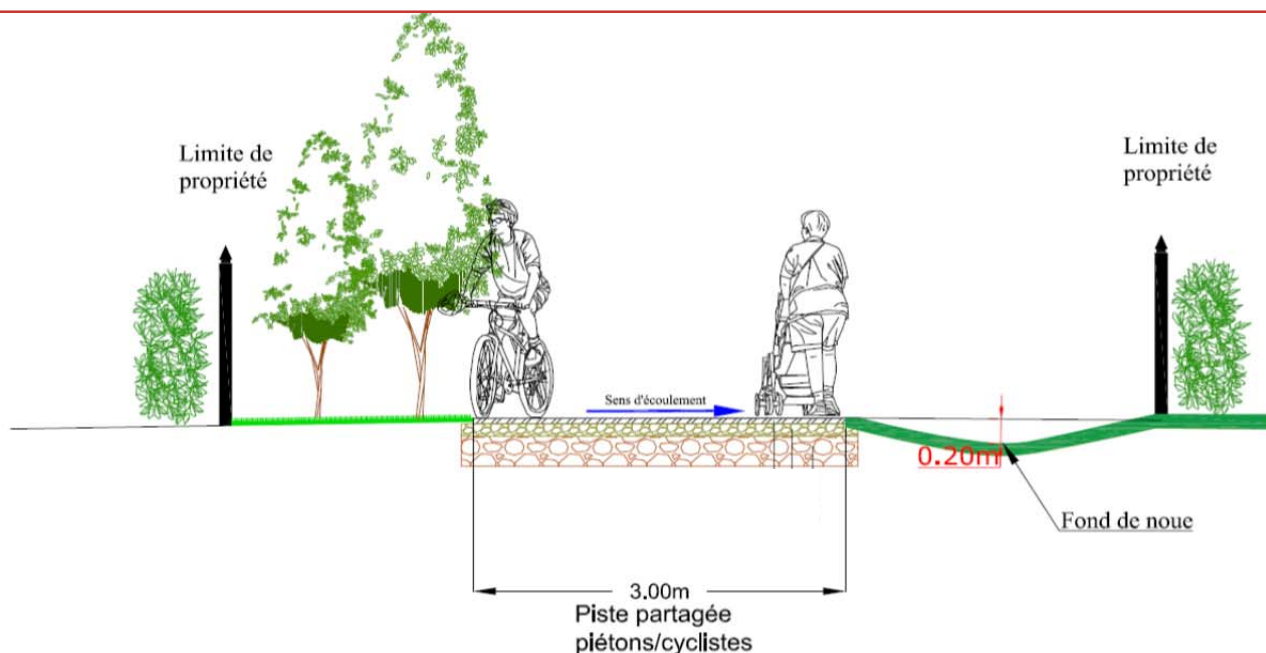 Limite de
propriété
Limite de
propriété
Sens d'écoulement
0.20m
Fond de noue
3.00m
Piste partagée
piétons/cyclistes